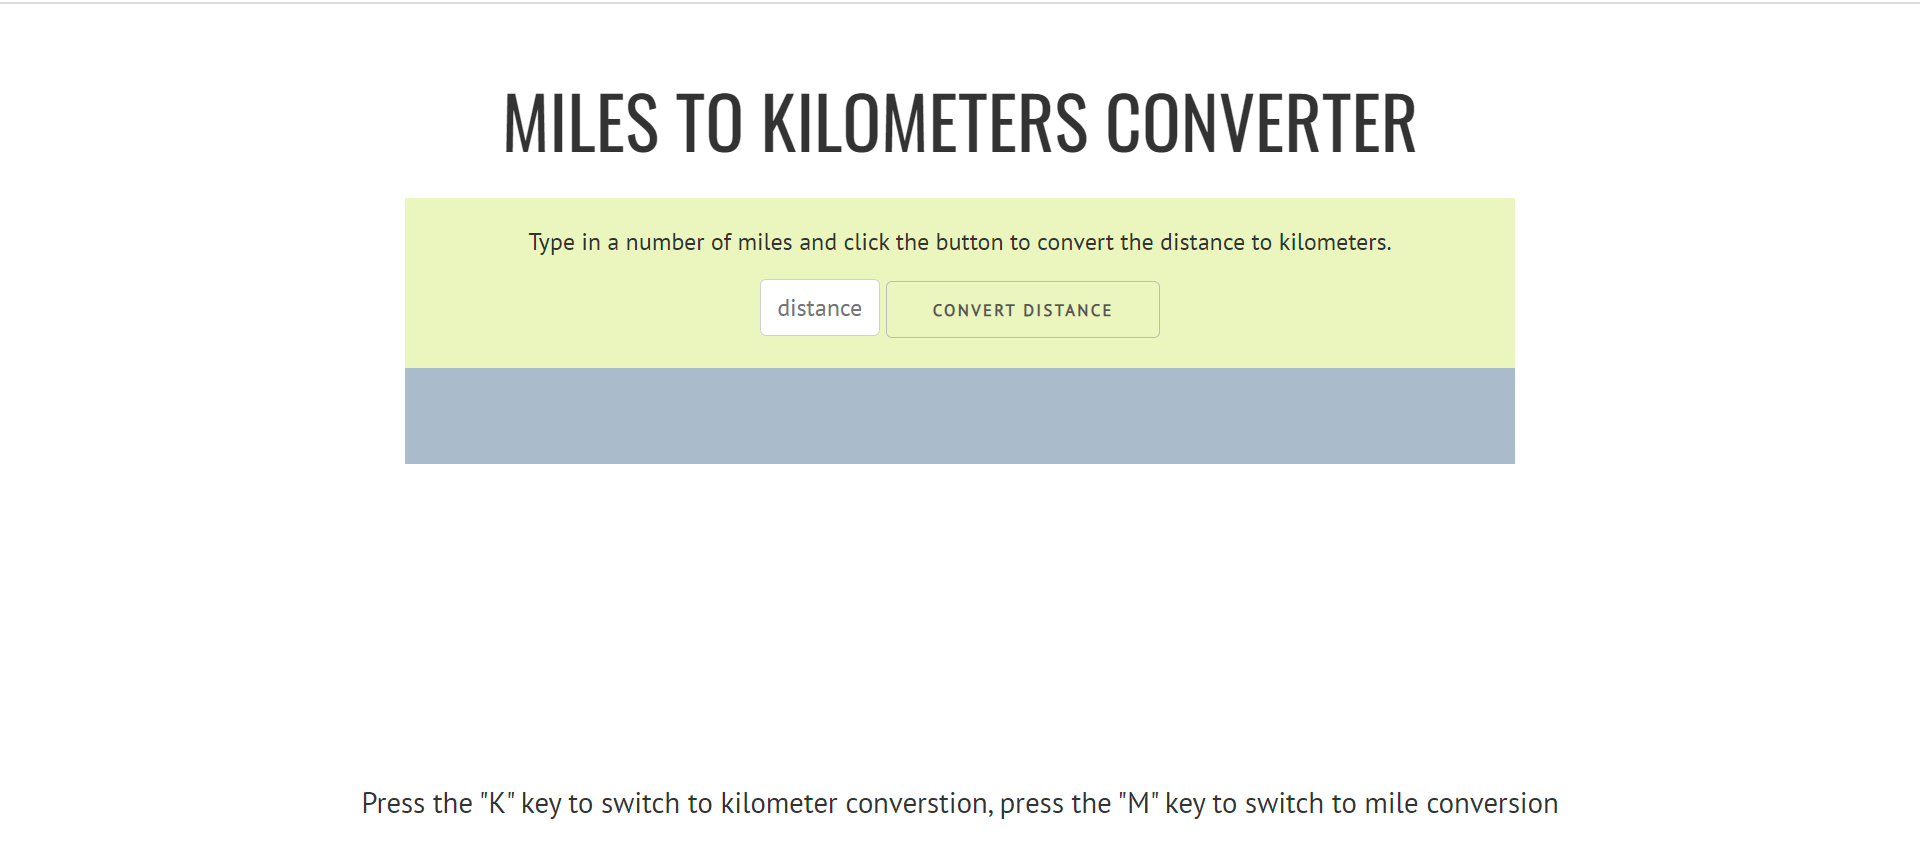 MILES TO KILOMETERS CONVERTER
Type in a number of miles and click the button to convert the distance to kilometers.
distance CONVERT DISTANCE
Press the "K" key to switch to kilometer converstion, press the "M" key to switch to mile conversion